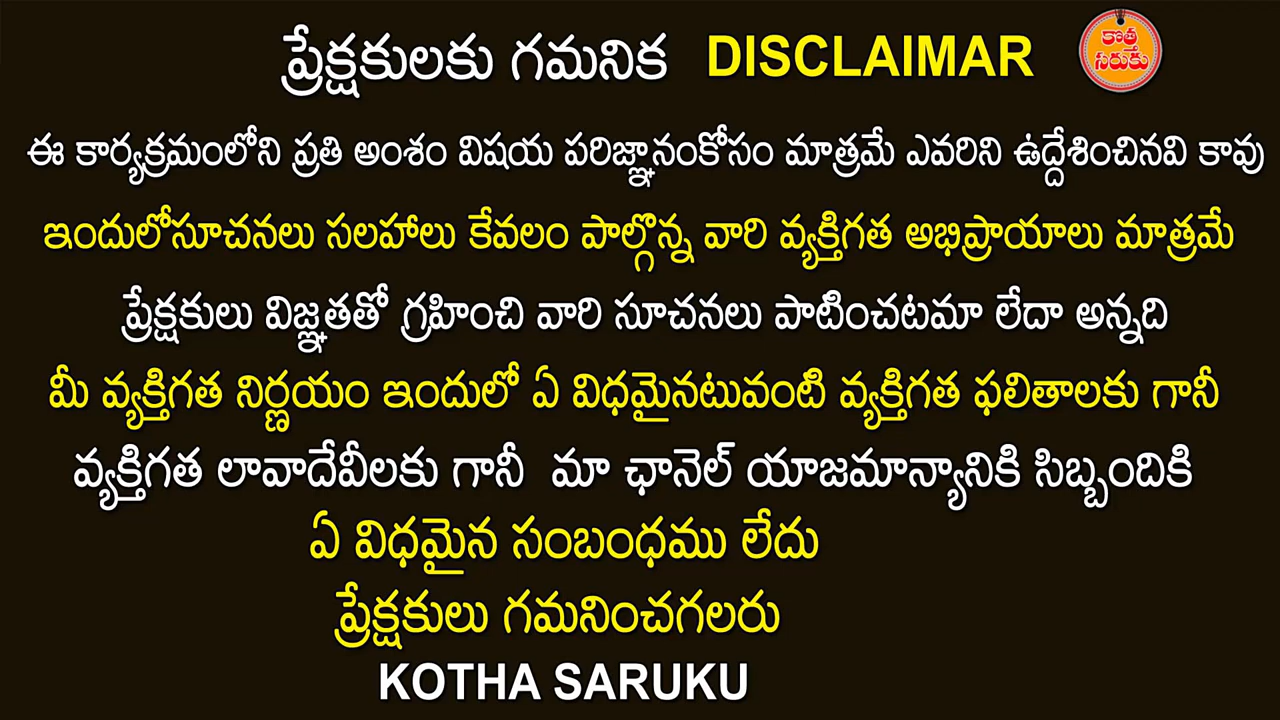 ప్రేక్షకులకు గమనిక DISCLAIMAR
కొత్త
సరుకు
ఈ కార్యక్రమంలోని ప్రతి అంశం విషయ పరిజ్ఞానంకోసం మాత్రమే ఎవరిని ఉద్దేశించినవి కావు
ఇందులోసూచనలు సలహాలు కేవలం పాల్గొన్న వారి వ్యక్తిగత అభిప్రాయాలు మాత్రమే
ప్రేక్షకులు విజ్ఞతతో గ్రహించి వారి సూచనలు పాటించటమా లేదా అన్నది
మీ వ్యక్తిగత నిర్ణయం ఇందులో ఏ విధమైనటువంటి వ్యక్తిగత ఫలితాలకు గానీ
వ్యక్తిగత లావాదేవీలకు గానీ మా ఛానెల్ యాజమాన్యానికి సిబ్బందికి
ఏ విధమైన సంబంధము లేదు
ప్రేక్షకులు గమనించగలరు
KOTHA SARUKU